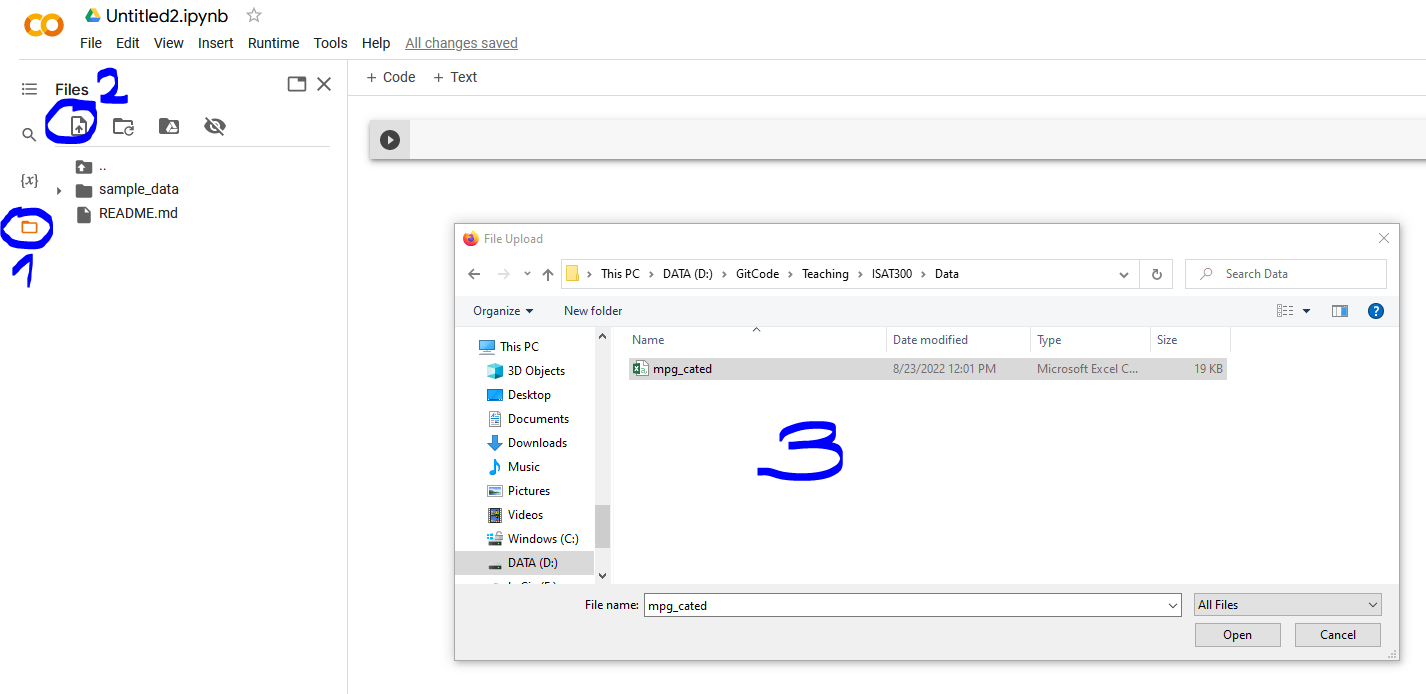 Untitled2.ipynb
File Edit View Insert Runtime Tools Help All changes saved
Files 2
+ Code + Text
{x}
..
sample_data
README.md
1
File Upload
This PC > DATA (D:) > GitCode > Teaching > ISAT300 > Data
Search Data
Organize New folder
?
This PC
3D Objects
Desktop
Documents
Downloads
Music
Pictures
Videos
Windows (C:)
DATA (D:)
Name Date modified Type Size
mpg_cated 8/23/2022 12:01 PM Microsoft Excel C... 19 KB
3
File name: mpg_cated All Files
Open Cancel